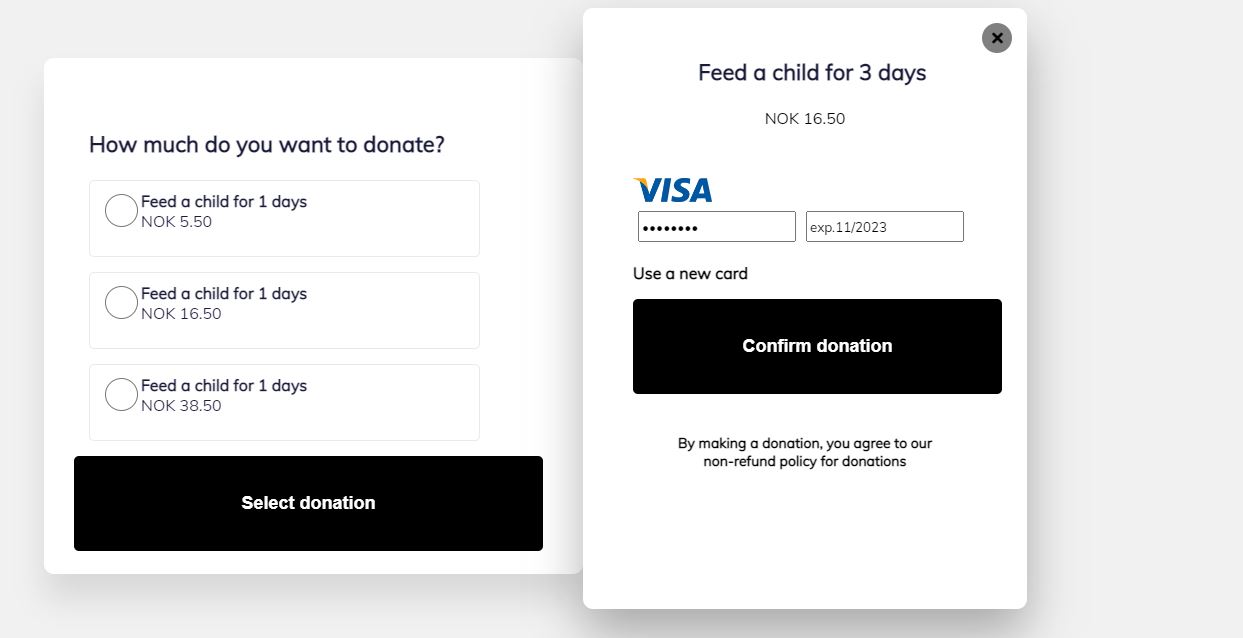 How much do you want to donate?
Feed a child for 1 days
NOK 5.50
Feed a child for 1 days
NOK 16.50
Feed a child for 1 days
NOK 38.50
Select donation
×
Feed a child for 3 days
NOK 16.50
VISA
•••••••• exp.11/2023
Use a new card
Confirm donation
By making a donation, you agree to our
non-refund policy for donations